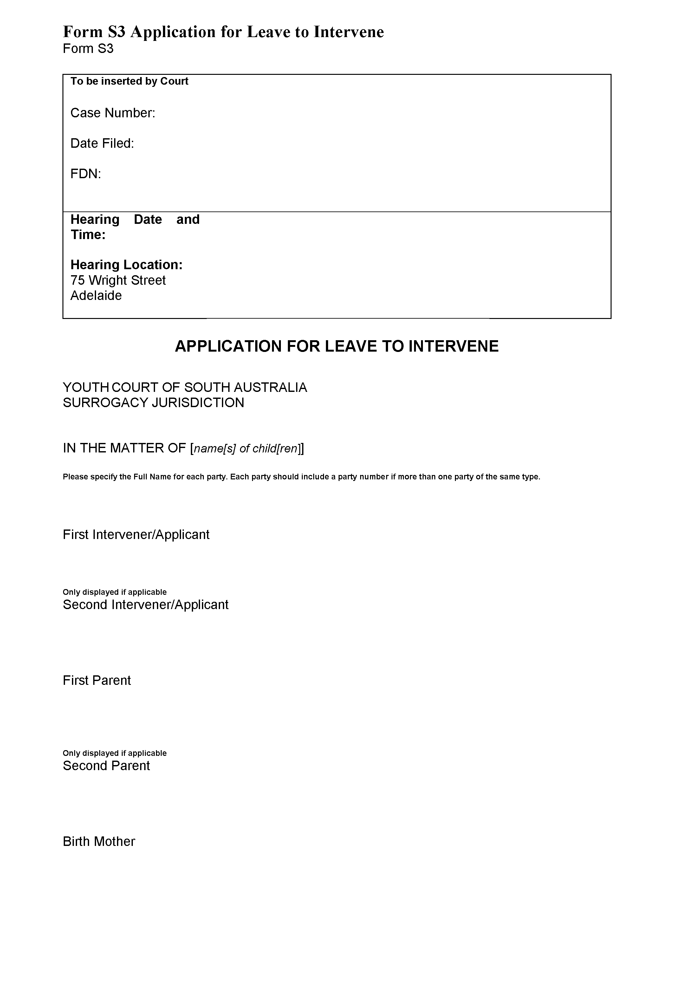 Form S3 Application for Leave to Intervene
Form S3
To be inserted by Court
Case Number:
Date Filed:
FDN:
Hearing Date and
Time:
Hearing Location:
75 Wright Street
Adelaide
APPLICATION FOR LEAVE TO INTERVENE
YOUTH COURT OF SOUTH AUSTRALIA
SURROGACY JURISDICTION
IN THE MATTER OF [name[s] of child[ren]]
Please specify the Full Name for each party. Each party should include a party number if more than one party of the same type.
First Intervener/Applicant
Only displayed if applicable
Second Intervener/Applicant
First Parent
Only displayed if applicable
Second Parent
Birth Mother